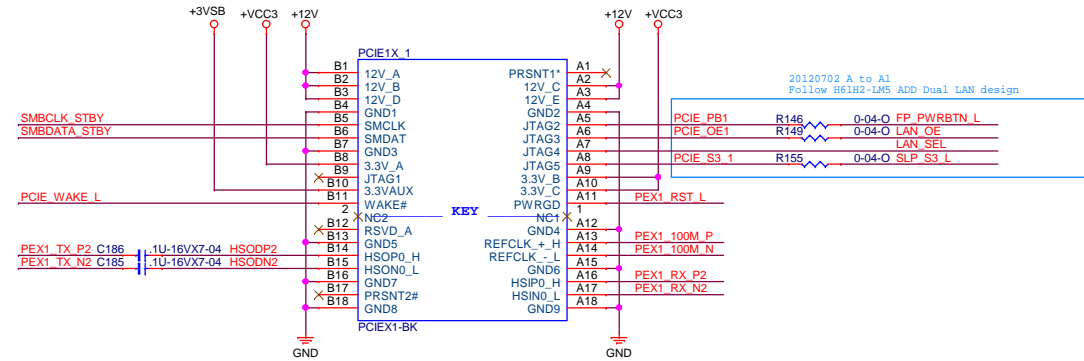 +3VSB +VCC3 +12V +12V +VCC3
PCIE1X_1
20120702 A to A1
Follow H61H2-LM5 ADD Dual LAN design
B1 12V_A PRSNT1* A1
B2 12V_B 12V_C A2
B3 12V_D 12V_E A3
B4 GND1 GND2 A4
SMBCLK_STBY B5 SMCLK JTAG2 A5 PCIE_PB1 R146 0-04-O FP_PWRBTN_L
SMBDATA_STBY B6 SMDAT JTAG3 A6 PCIE_OE1 R149 0-04-O LAN_OE
B7 GND3 JTAG4 A7 LAN_SEL
B8 3.3V_A JTAG5 A8 PCIE_S3_1 R155 0-04-O SLP_S3_L
B9 JTAG1 3.3V_B A9
B10 3.3VAUX 3.3V_C A10
PCIE_WAKE_L B11 WAKE# PWRGD A11 PEX1_RST_L
2 NC2 KEY NC1 1
B12 RSVD_A GND4 A12
B13 GND5 REFCLK_+_H A13 PEX1_100M_P
PEX1_TX_P2 C186 .1U-16VX7-04 HSODP2 B14 HSOP0_H REFCLK_-_L A14 PEX1_100M_N
PEX1_TX_N2 C185 .1U-16VX7-04 HSODN2 B15 HSON0_L GND6 A15
B16 GND7 HSIP0_H A16 PEX1_RX_P2
B17 PRSNT2# HSIN0_L A17 PEX1_RX_N2
B18 GND8 GND9 A18
PCIEX1-BK
GND GND